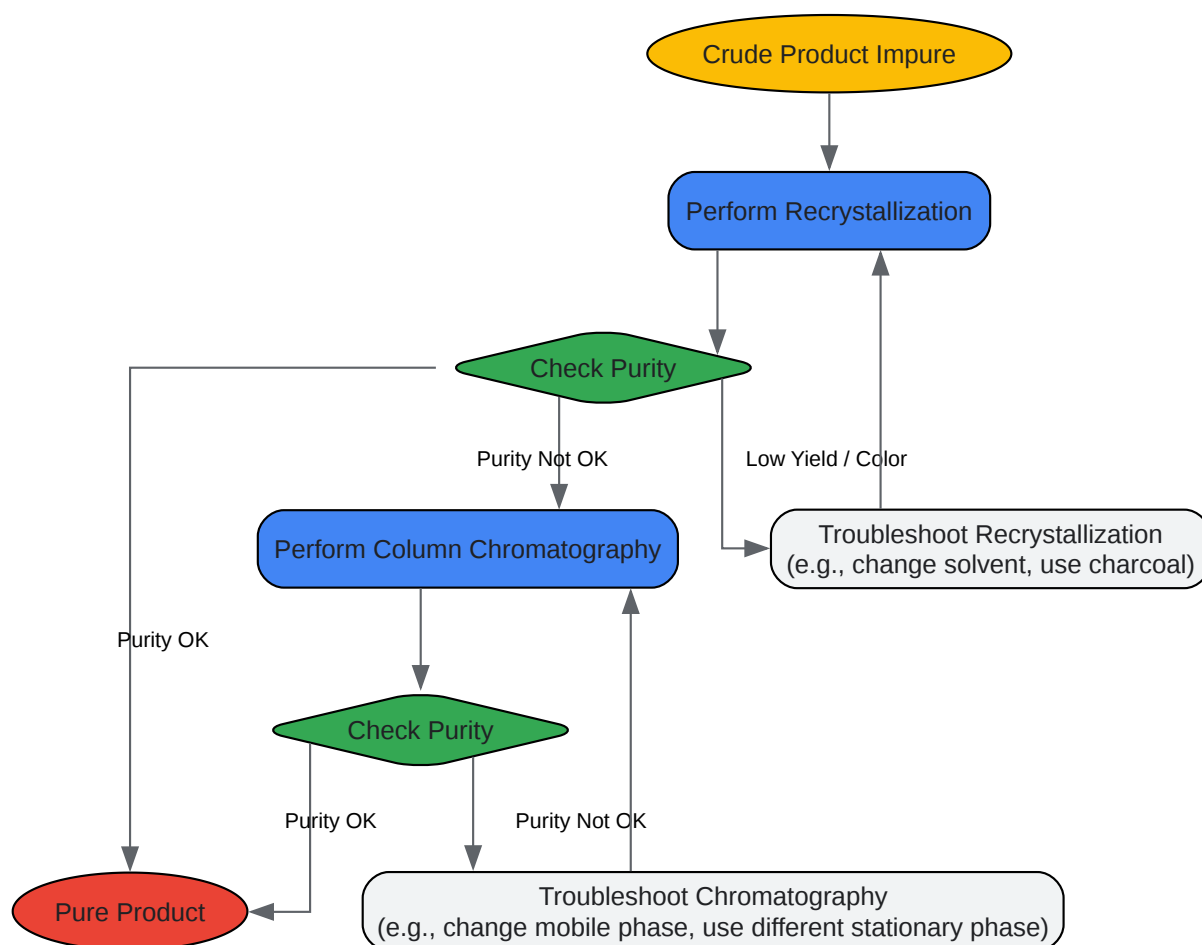 Crude Product Impure
Perform Recrystallization
Check Purity
Purity Not OK
Low Yield / Color
Perform Column Chromatography
Troubleshoot Recrystallization
(e.g., change solvent, use charcoal)
Purity OK
Check Purity
Purity OK
Purity Not OK
Pure Product
Troubleshoot Chromatography
(e.g., change mobile phase, use different stationary phase)